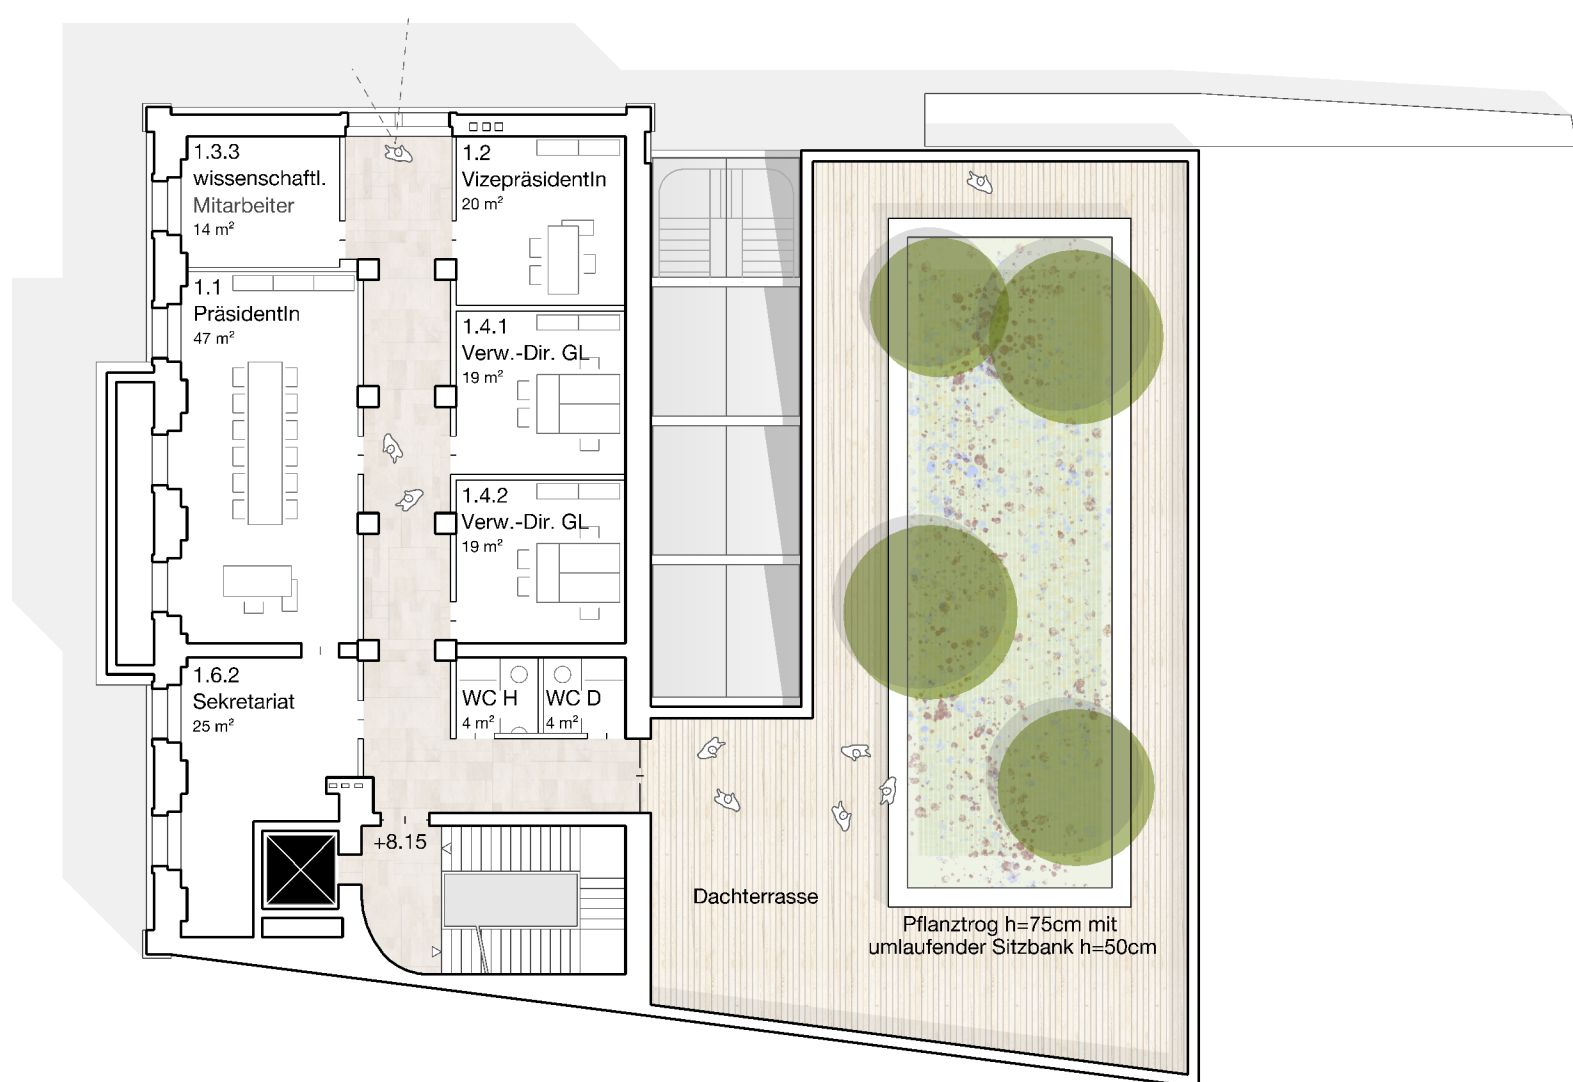 1.3.3
wissenschaftl.
Mitarbeiter
14 m²
1.2
VizepräsidentIn
20 m²
1.1
PräsidentIn
47 m²
1.4.1
Verw.-Dir. GL
19 m²
1.4.2
Verw.-Dir. GL
19 m²
1.6.2
Sekretariat
25 m²
WC H
4 m²
WC D
4 m²
+8.15
Dachterrasse
Pflanztrog h=75cm mit
umlaufender Sitzbank h=50cm